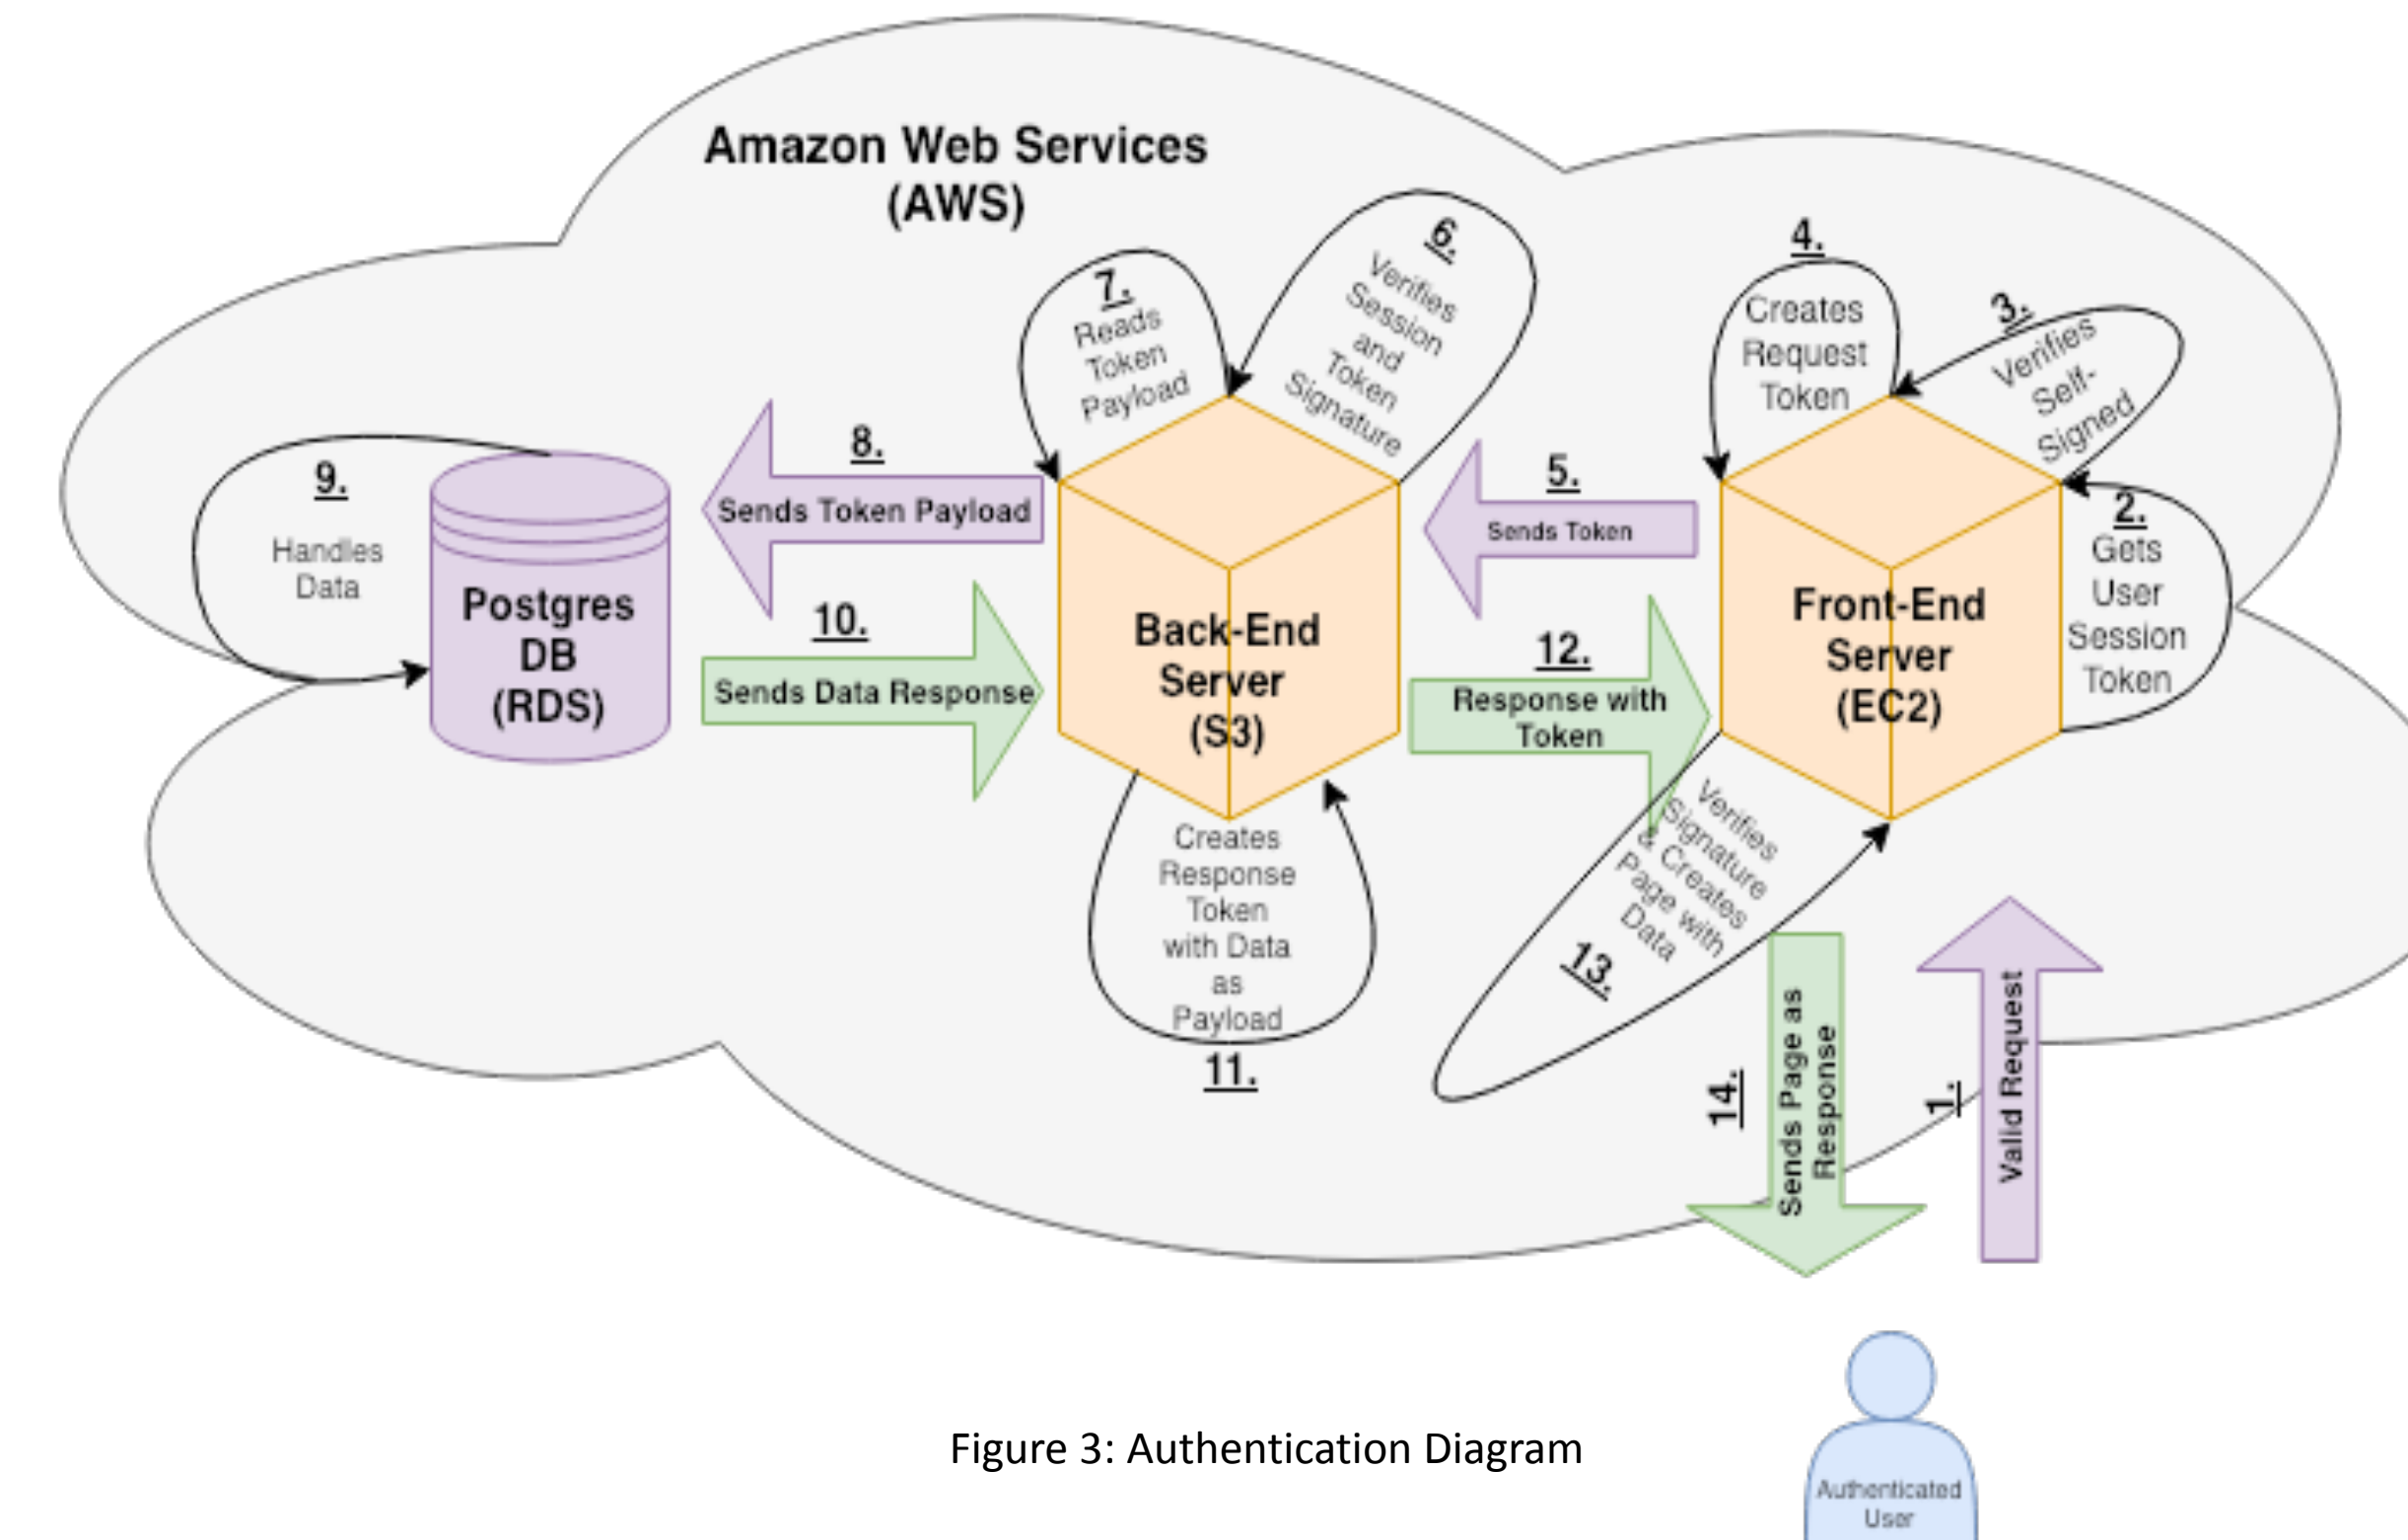 Amazon Web Services
(AWS)
6.
Verifies
Session
and
Token
Signature
7.
Reads
Token
Payload
4.
Creates
Request
Token
3.
Verifies
Self-
Signed
2.
Gets
User
Session
Token
8.
Sends Token Payload
5.
Sends Token
9.
Handles
Data
Postgres
DB
(RDS)
10.
Sends Data Response
Back-End
Server
(S3)
12.
Response with
Token
Front-End
Server
(EC2)
Creates
Response
Token
with Data
as
Payload
11.
Verifies
Signature
& Creates
Page with
Data
13.
14.
Sends Page as
Response
1.
Valid Request
Figure 3: Authentication Diagram
Authenticated
User